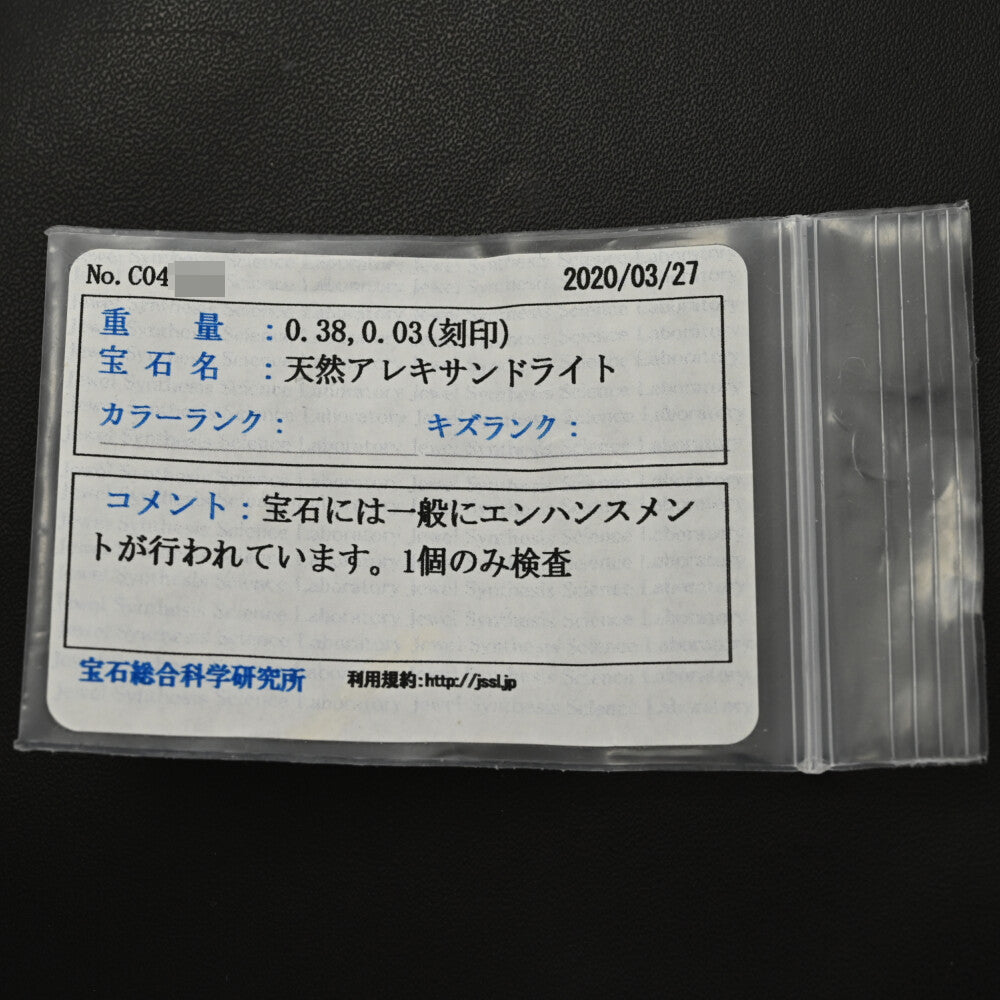 No. C04
2020/03/27
重 量 : 0.38, 0.03(刻印)
宝石名 : 天然アレキサンドライト
カラーランク : キズランク :
コメント : 宝石には一般にエンハンスメン
トが行われています。1個のみ検査
宝石総合科学研究所 利用規約:http://jssl.jp
Jewel Synthesis Science Laboratory